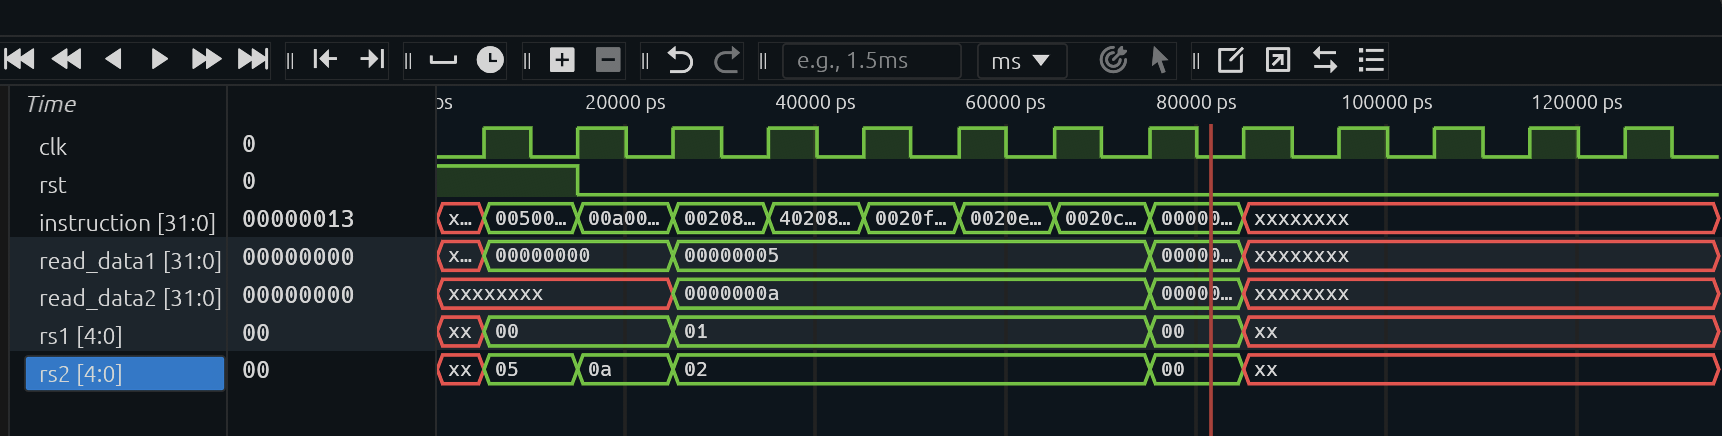 e.g., 1.5ms ms
Time ps 20000 ps 40000 ps 60000 ps 80000 ps 100000 ps 120000 ps
clk 0
rst 0
instruction [31:0] 00000013 x... 00500... 00a00... 00208... 40208... 0020f... 0020e... 0020c... 00000... xxxxxxxx
read_data1 [31:0] 00000000 x... 00000000 00000005 00000... xxxxxxxx
read_data2 [31:0] 00000000 xxxxxxxx 0000000a 00000... xxxxxxxx
rs1 [4:0] 00 xx 00 01 00 xx
rs2 [4:0] 00 xx 05 0a 02 00 xx